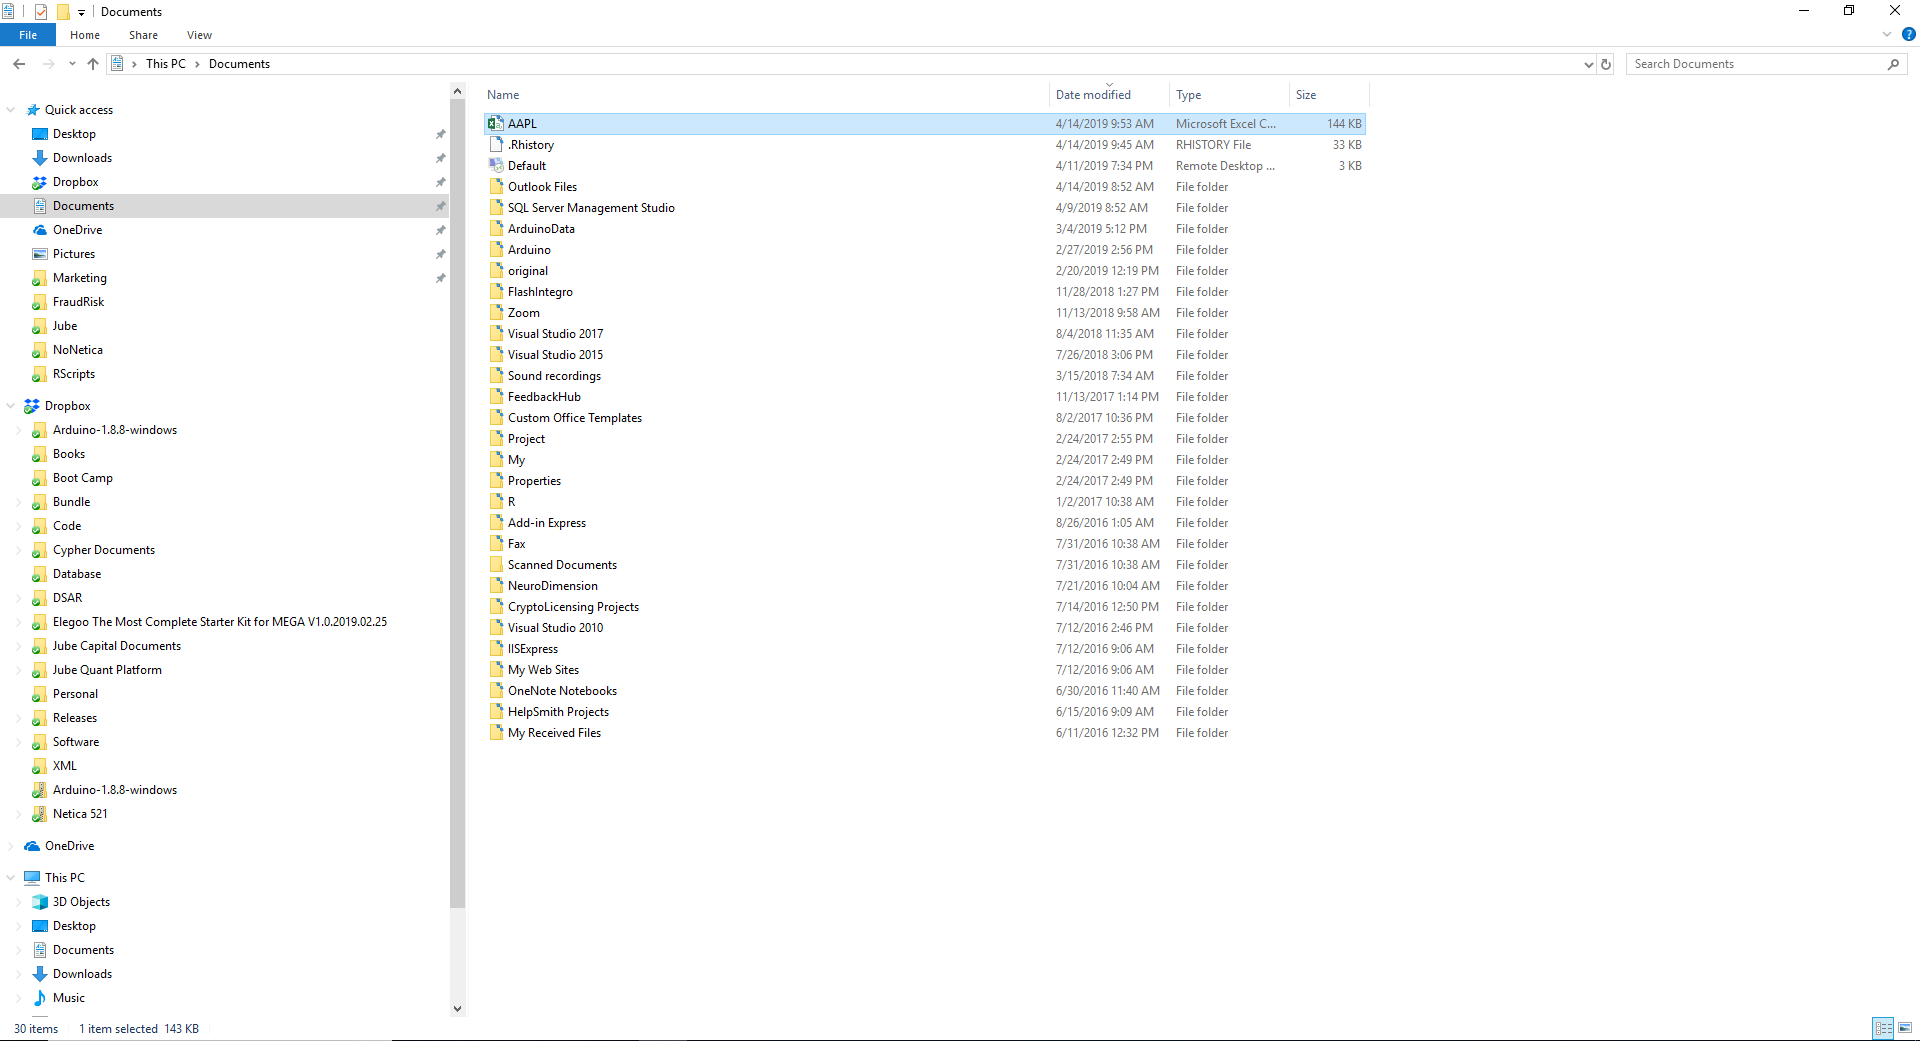 Documents
File Home Share View
This PC Documents
Search Documents
Name Date modified Type Size
Quick access
Desktop
Downloads
Dropbox
Documents
OneDrive
Pictures
Marketing
FraudRisk
Jube
NoNetica
RScripts
Dropbox
Arduino-1.8.8-windows
Books
Boot Camp
Bundle
Code
Cypher Documents
Database
DSAR
Elegoo The Most Complete Starter Kit for MEGA V1.0.2019.02.25
Jube Capital Documents
Jube Quant Platform
Personal
Releases
Software
XML
Arduino-1.8.8-windows
Netica 521
OneDrive
This PC
3D Objects
Desktop
Documents
Downloads
Music
AAPL 4/14/2019 9:53 AM Microsoft Excel C... 144 KB
.Rhistory 4/14/2019 9:45 AM RHISTORY File 33 KB
Default 4/11/2019 7:34 PM Remote Desktop ... 3 KB
Outlook Files 4/14/2019 8:52 AM File folder
SQL Server Management Studio 4/9/2019 8:52 AM File folder
ArduinoData 3/4/2019 5:12 PM File folder
Arduino 2/27/2019 2:56 PM File folder
original 2/20/2019 12:19 PM File folder
FlashIntegro 11/28/2018 1:27 PM File folder
Zoom 11/13/2018 9:58 AM File folder
Visual Studio 2017 8/4/2018 11:35 AM File folder
Visual Studio 2015 7/26/2018 3:06 PM File folder
Sound recordings 3/15/2018 7:34 AM File folder
FeedbackHub 11/13/2017 1:14 PM File folder
Custom Office Templates 8/2/2017 10:36 PM File folder
Project 2/24/2017 2:55 PM File folder
My 2/24/2017 2:49 PM File folder
Properties 2/24/2017 2:49 PM File folder
R 1/2/2017 10:38 AM File folder
Add-in Express 8/26/2016 1:05 AM File folder
Fax 7/31/2016 10:38 AM File folder
Scanned Documents 7/31/2016 10:38 AM File folder
NeuroDimension 7/21/2016 10:04 AM File folder
CryptoLicensing Projects 7/14/2016 12:50 PM File folder
Visual Studio 2010 7/12/2016 2:46 PM File folder
IISExpress 7/12/2016 9:06 AM File folder
My Web Sites 7/12/2016 9:06 AM File folder
OneNote Notebooks 6/30/2016 11:40 AM File folder
HelpSmith Projects 6/15/2016 9:09 AM File folder
My Received Files 6/11/2016 12:32 PM File folder
30 items 1 item selected 143 KB